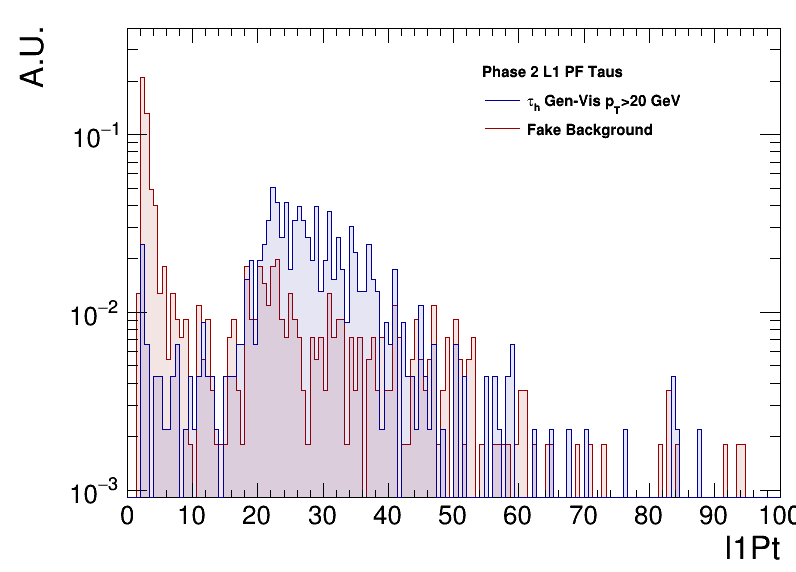 A.U.
Phase 2 L1 PF Taus
τh Gen-Vis pT>20 GeV
Fake Background
10−1
10−2
10−3
0 10 20 30 40 50 60 70 80 90 100
l1Pt